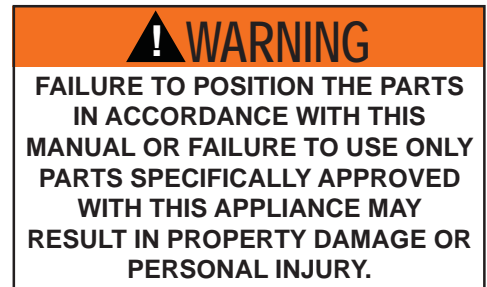 WARNING
FAILURE TO POSITION THE PARTS
IN ACCORDANCE WITH THIS
MANUAL OR FAILURE TO USE ONLY
PARTS SPECIFICALLY APPROVED
WITH THIS APPLIANCE MAY
RESULT IN PROPERTY DAMAGE OR
PERSONAL INJURY.